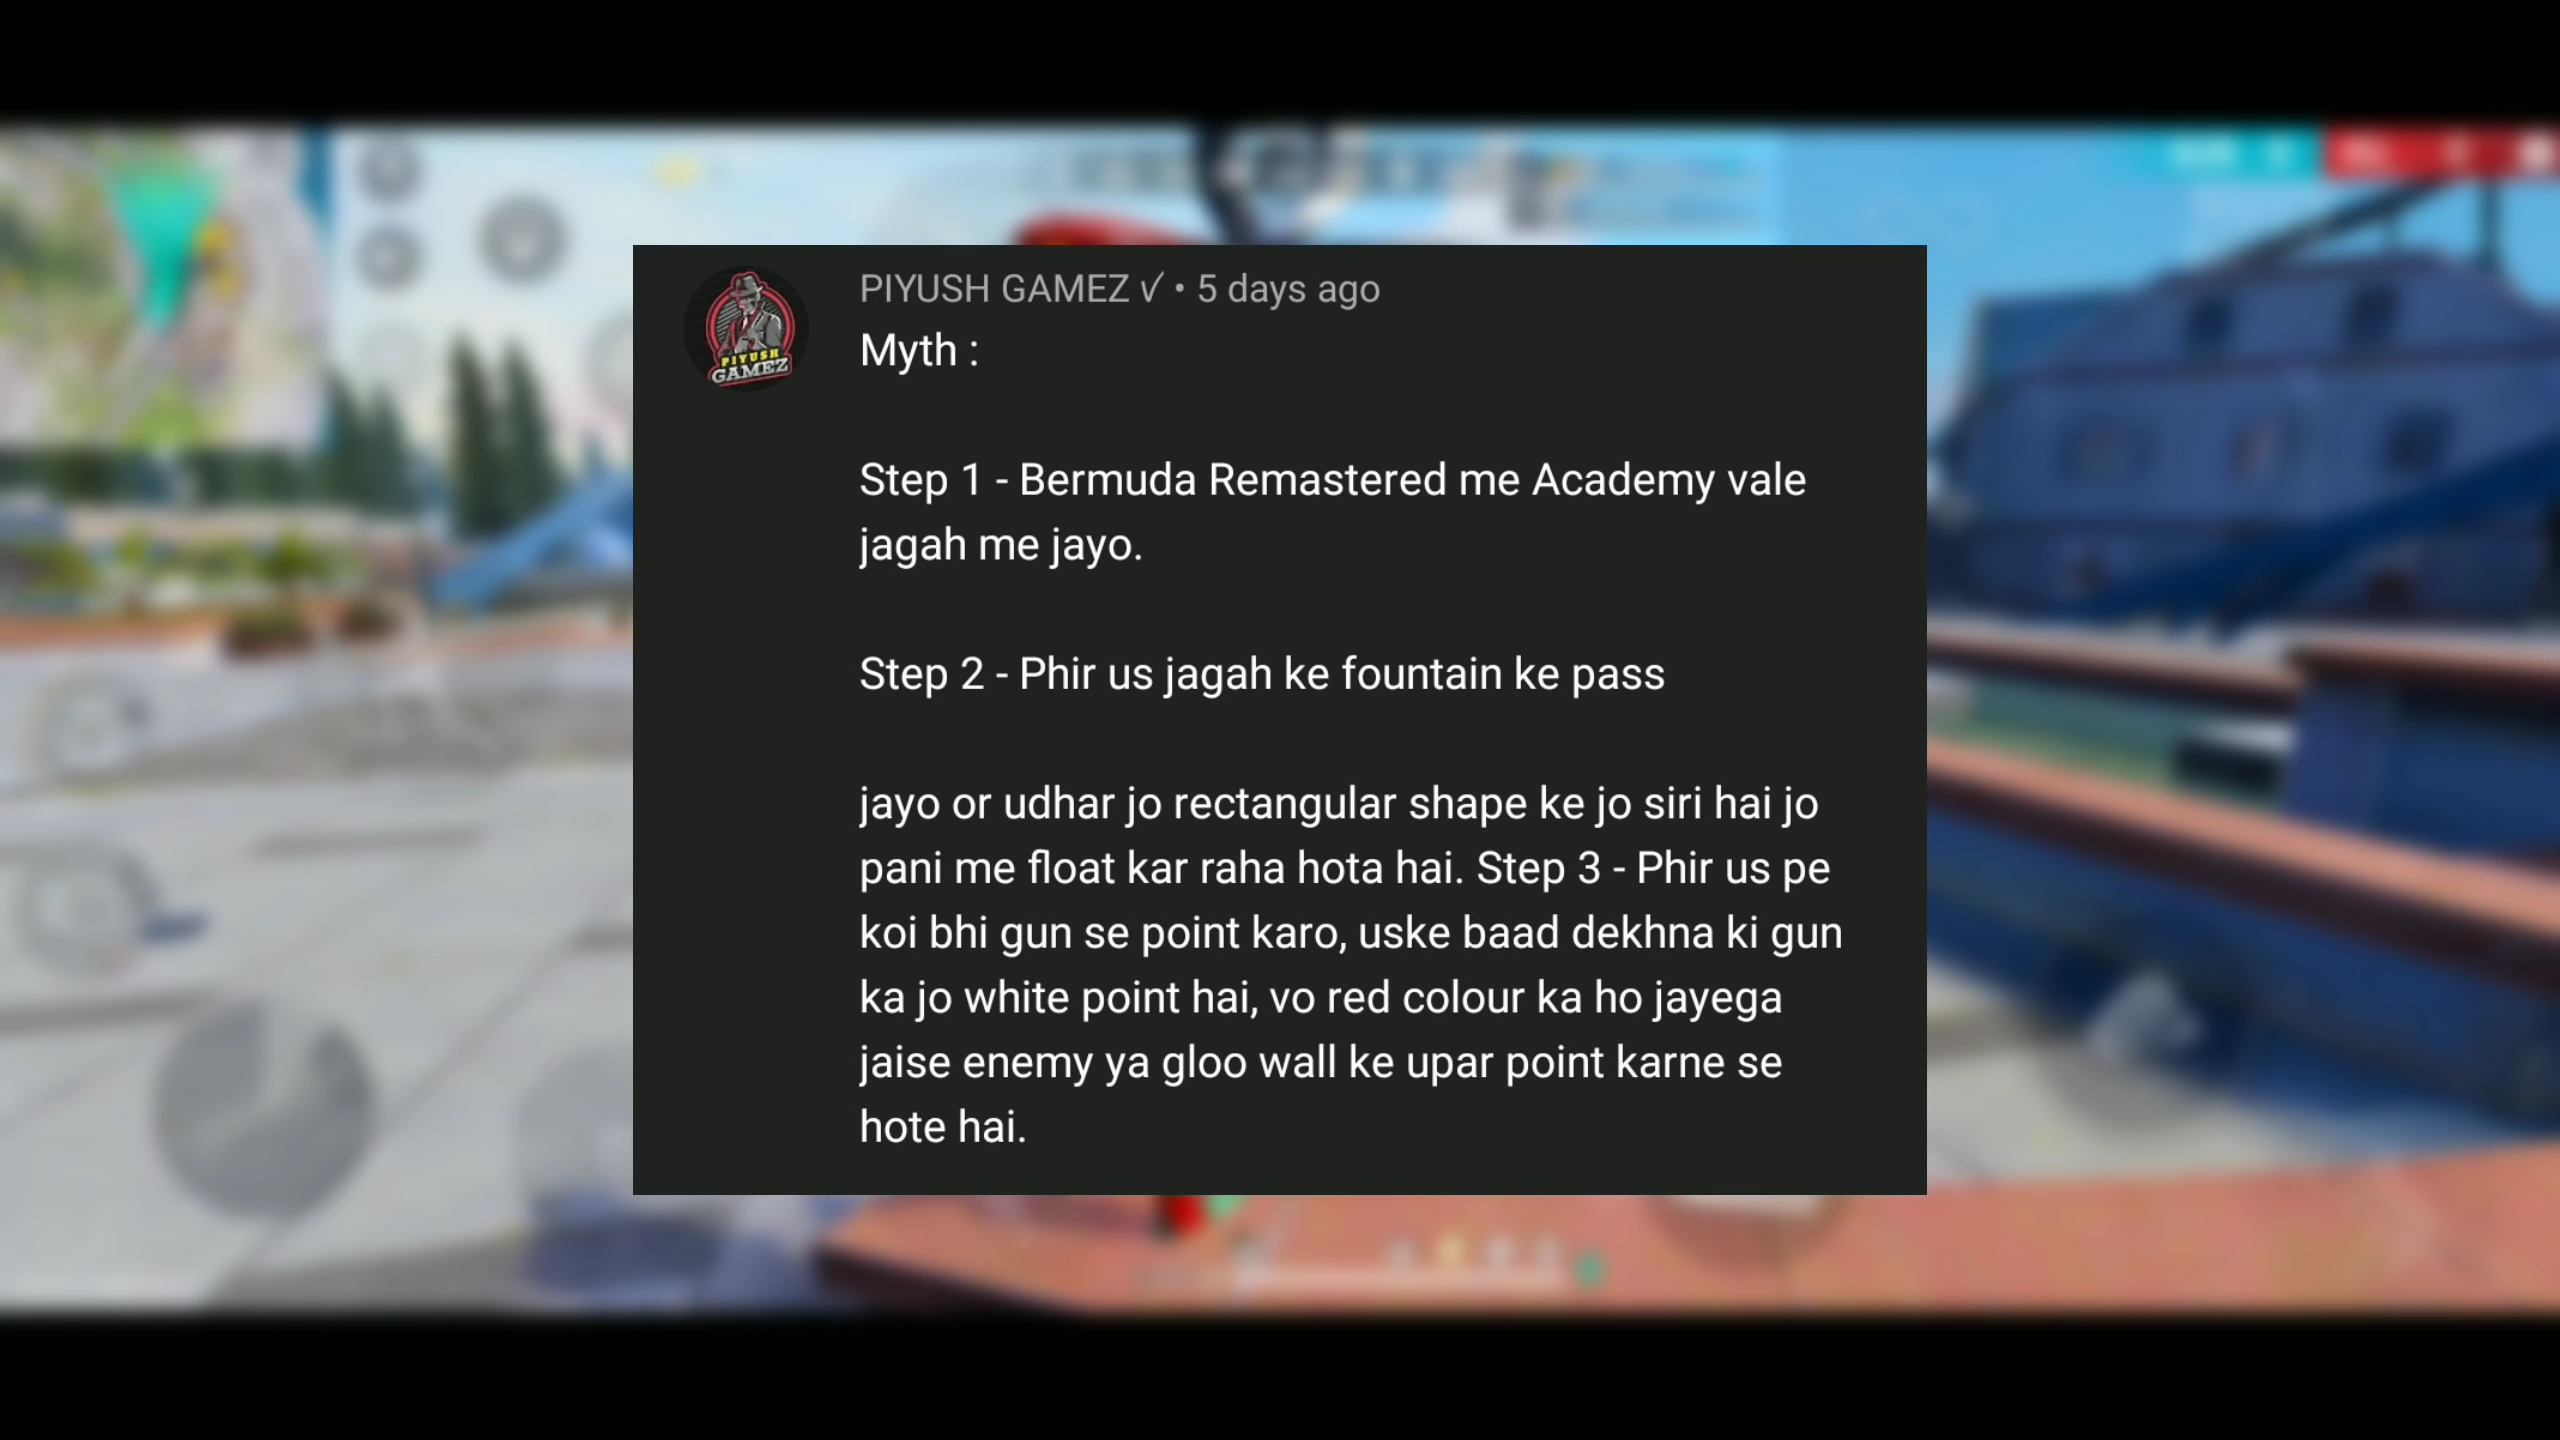 PIYUSH GAMEZ √ • 5 days ago
Myth :
Step 1 - Bermuda Remastered me Academy vale
jagah me jayo.
Step 2 - Phir us jagah ke fountain ke pass
jayo or udhar jo rectangular shape ke jo siri hai jo
pani me float kar raha hota hai. Step 3 - Phir us pe
koi bhi gun se point karo, uske baad dekhna ki gun
ka jo white point hai, vo red colour ka ho jayega
jaise enemy ya gloo wall ke upar point karne se
hote hai.
PIYUSH
GAMEZ